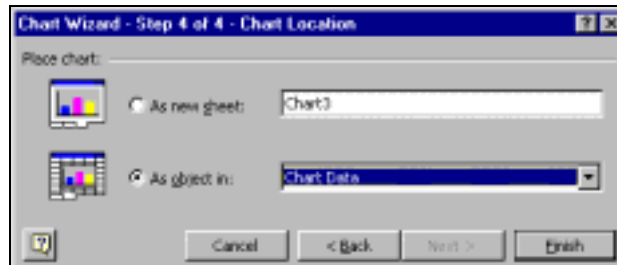 Chart Wizard - Step 4 of 4 - Chart Location
Place chart:
As new sheet: Chart3
As object in: Chart Data
Cancel < Back Next > Finish